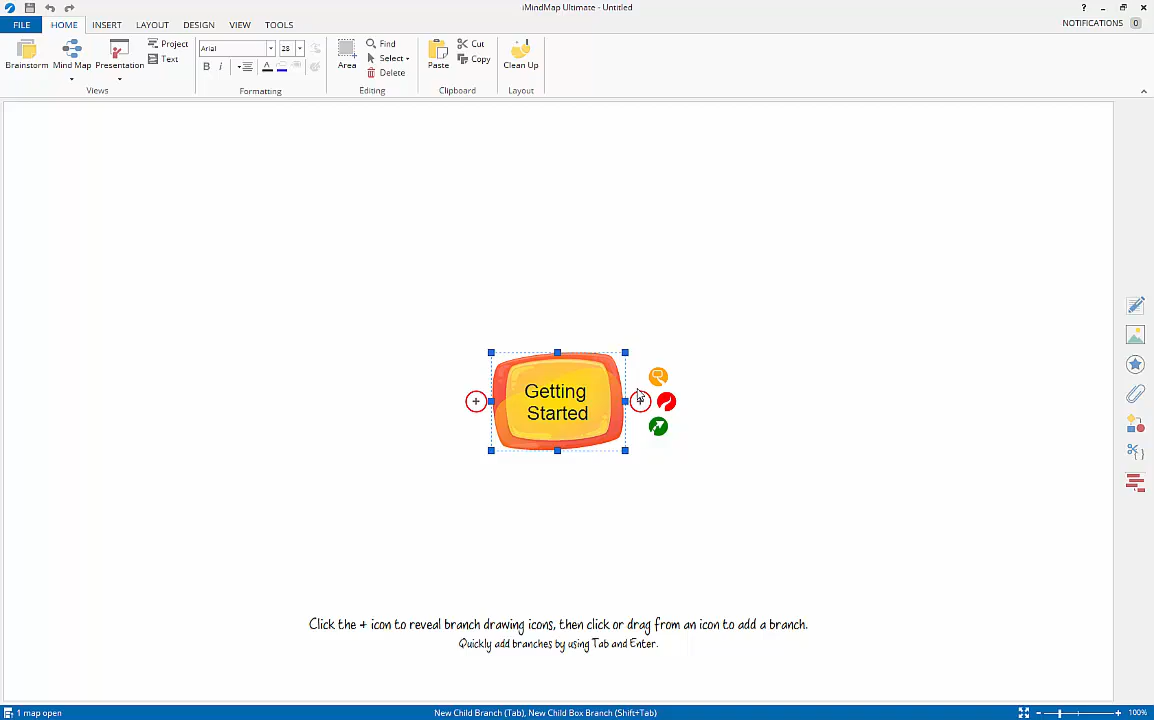 iMindMap Ultimate - Untitled
FILE HOME INSERT LAYOUT DESIGN VIEW TOOLS
NOTIFICATIONS 0
Brainstorm Mind Map Presentation
Project
Text
Views
Arial 28
B I A
Formatting
Area
Find
Select
Delete
Editing
Paste
Cut
Copy
Clipboard
Clean Up
Layout
Getting
Started
Click the + icon to reveal branch drawing icons, then click or drag from an icon to add a branch.
Quickly add branches by using Tab and Enter.
1 map open
New Child Branch (Tab), New Child Box Branch (Shift+Tab)
100%